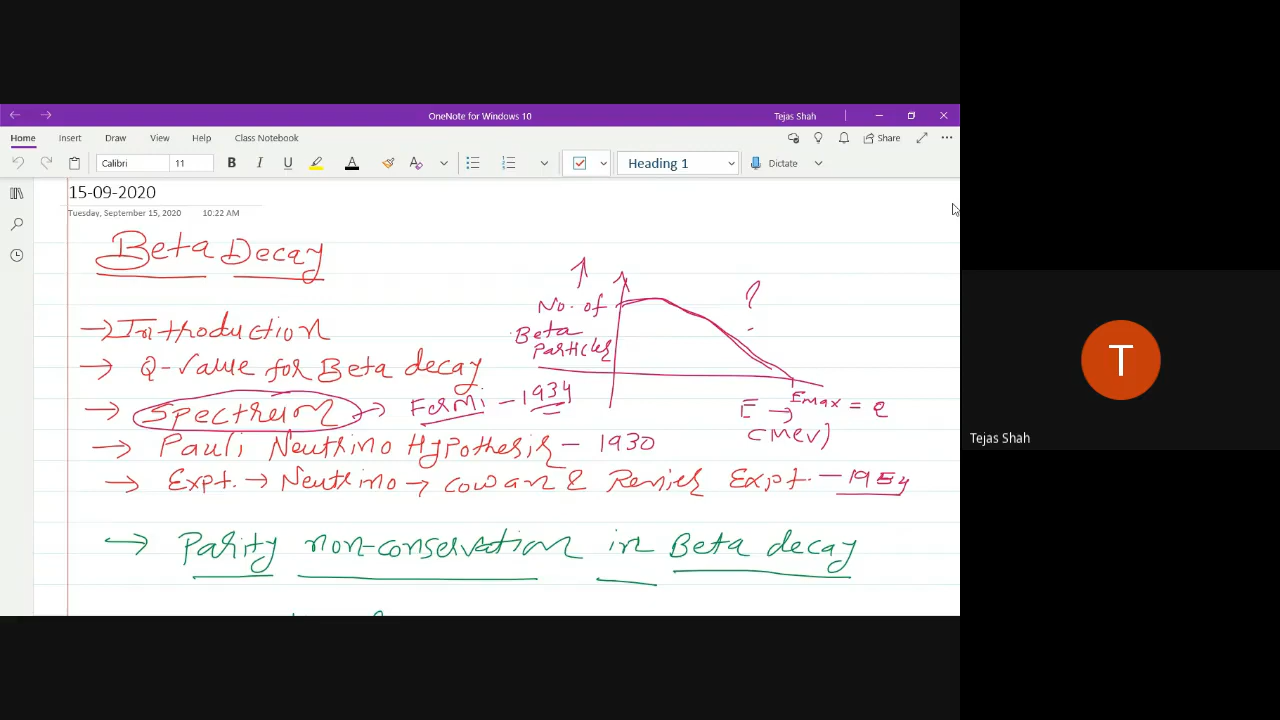 OneNote for Windows 10
Tejas Shah
Home Insert Draw View Help Class Notebook
Share
Calibri 11 B I U A Heading 1 Dictate
15-09-2020
Tuesday, September 15, 2020 10:22 AM
Beta Decay
→ Introduction
→ Q-Value for Beta decay
→ Spectrum → Fermi - 1934
→ Pauli Neutrino Hypothesis - 1930
→ Expt. → Neutrino → Cowan &
Expt. - 1954
→ Parity non-conservation in Beta decay
No. of
Beta
Particles
?
E →
Emax = Q
(MeV)
T
Tejas Shah